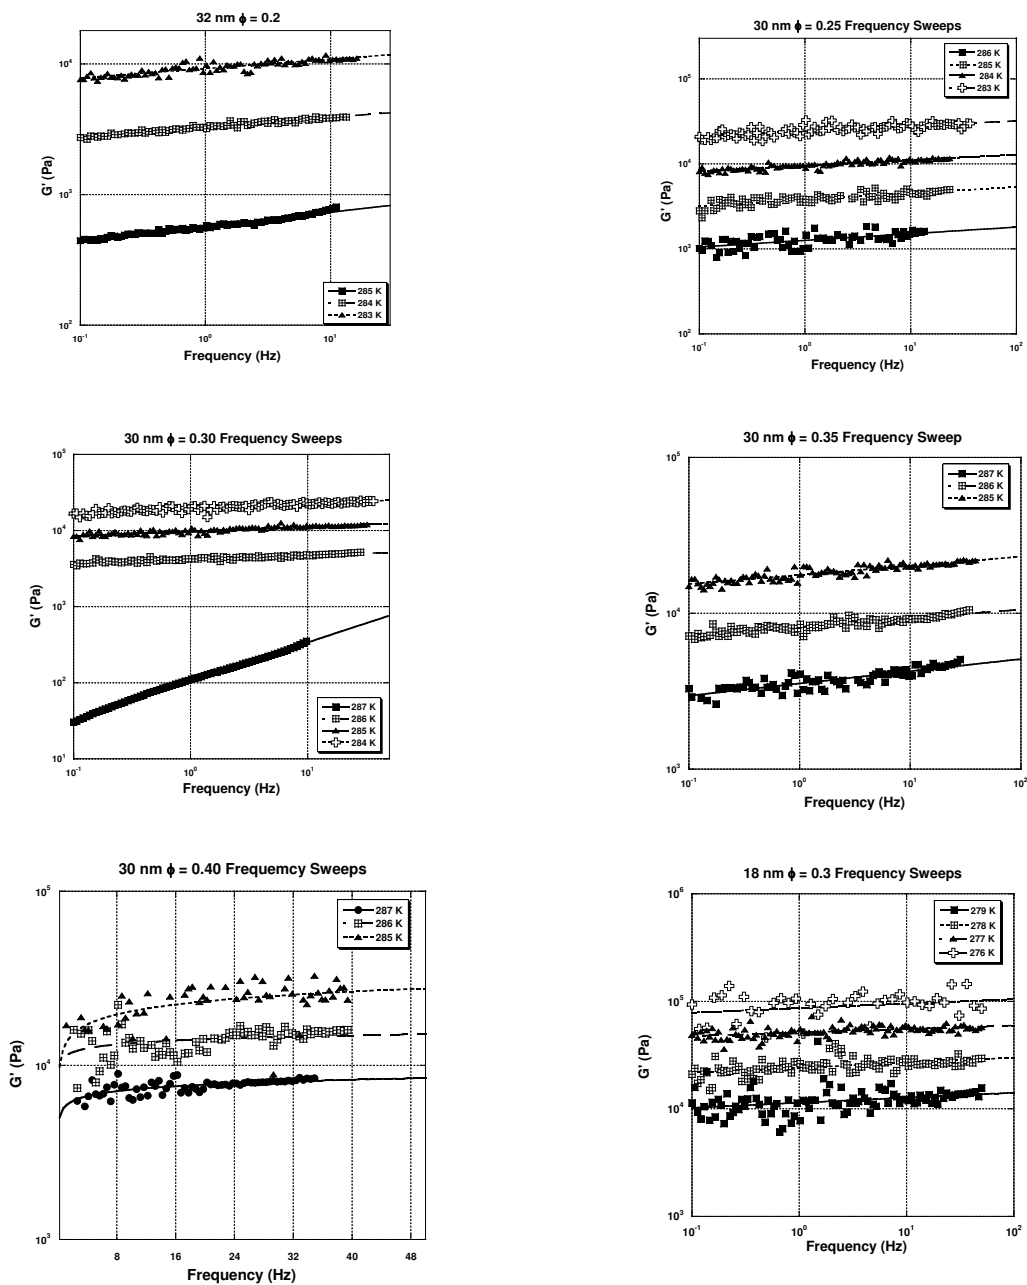 32 nm ϕ = 0.2
10⁴
10³
10²
G' (Pa)
285 K
284 K
283 K
10⁻¹ 10⁰ 10¹
Frequency (Hz)
30 nm ϕ = 0.25 Frequency Sweeps
10⁵
10⁴
10³
10²
G' (Pa)
286 K
285 K
284 K
283 K
10⁻¹ 10⁰ 10¹ 10²
Frequency (Hz)
30 nm ϕ = 0.30 Frequency Sweeps
10⁵
10⁴
10³
10²
10¹
G' (Pa)
287 K
286 K
285 K
284 K
10⁻¹ 10⁰ 10¹
Frequency (Hz)
30 nm ϕ = 0.35 Frequency Sweep
10⁵
10⁴
10³
G' (Pa)
287 K
286 K
285 K
10⁻¹ 10⁰ 10¹ 10²
Frequency (Hz)
30 nm ϕ = 0.40 Frequemcy Sweeps
10⁵
10⁴
10³
G' (Pa)
287 K
286 K
285 K
8 16 24 32 40 48
Frequency (Hz)
18 nm ϕ = 0.3 Frequency Sweeps
10⁶
10⁵
10⁴
10³
G' (Pa)
279 K
278 K
277 K
276 K
10⁻¹ 10⁰ 10¹ 10²
Frequency (Hz)